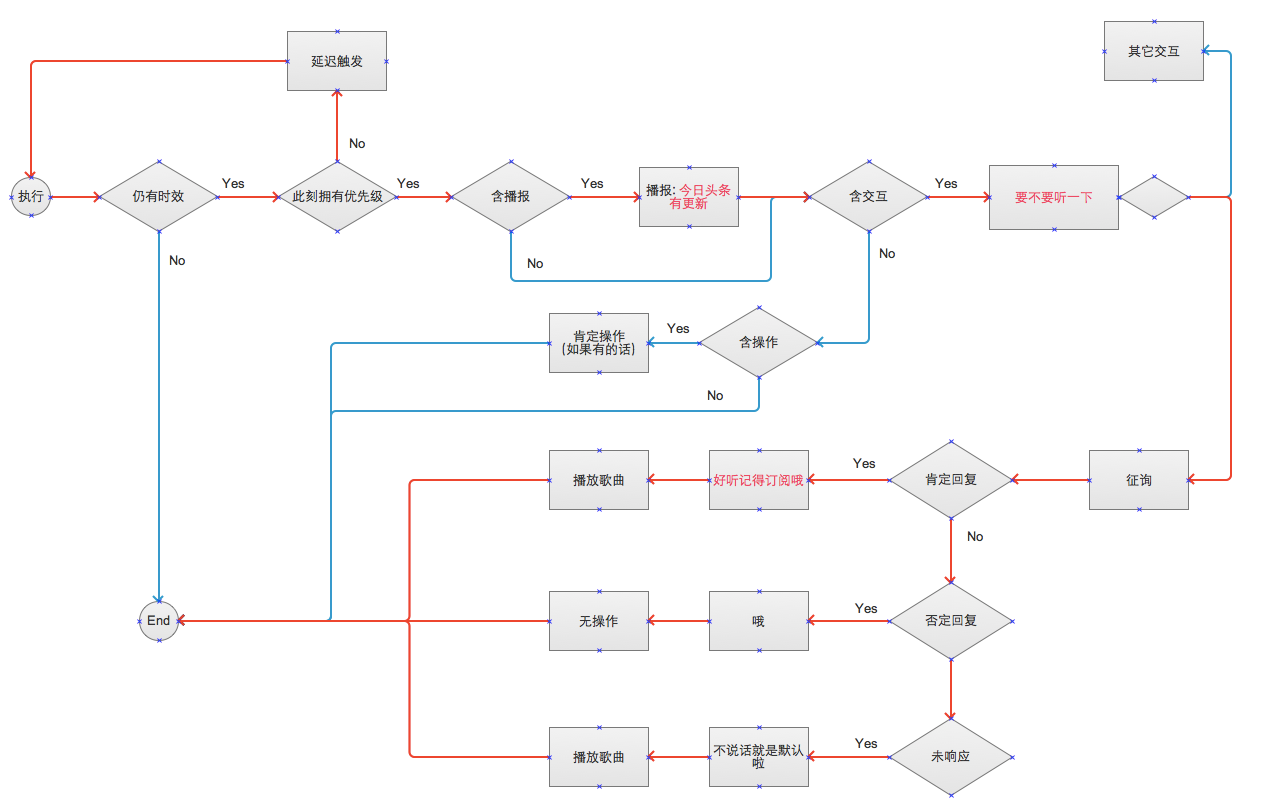 延迟触发
其它交互
No
执行
仍有时效
Yes
此刻拥有优先级
Yes
含播报
Yes
播报: 今日头条
有更新
含交互
Yes
要不要听一下
No
No
No
肯定操作
(如果有的话)
Yes
含操作
No
播放歌曲
好听记得订阅哦
Yes
肯定回复
征询
No
End
无操作
哦
Yes
否定回复
播放歌曲
不说话就是默认
啦
Yes
未响应